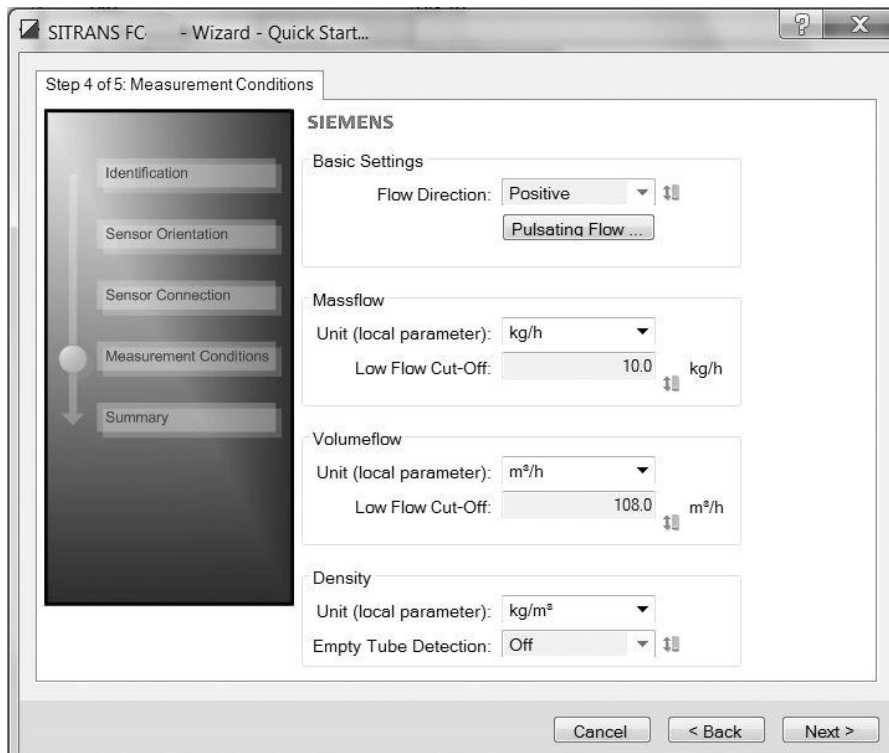 SITRANS FC - Wizard - Quick Start...
Step 4 of 5: Measurement Conditions
Identification
Sensor Orientation
Sensor Connection
Measurement Conditions
Summary
SIEMENS
Basic Settings
Flow Direction: Positive
Pulsating Flow ...
Massflow
Unit (local parameter): kg/h
Low Flow Cut-Off: 10.0 kg/h
Volumeflow
Unit (local parameter): m³/h
Low Flow Cut-Off: 108.0 m³/h
Density
Unit (local parameter): kg/m³
Empty Tube Detection: Off
Cancel < Back Next >